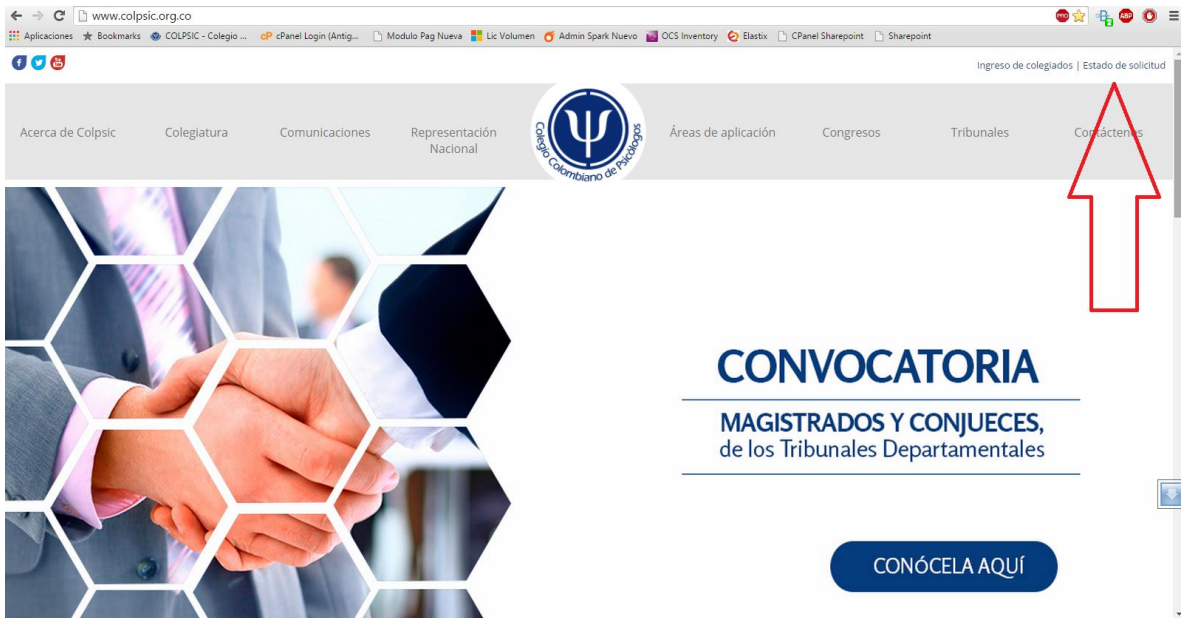 www.colpsic.org.co
Aplicaciones Bookmarks COLPSIC - Colegio ... cPanel Login (Antig... Modulo Pag Nueva Lic Volumen Admin Spark Nuevo OCS Inventory Elastix CPanel Sharepoint Sharepoint
Ingreso de colegiados | Estado de solicitud
Acerca de Colpsic Colegiatura Comunicaciones Representación Áreas de aplicación Congresos Tribunales Contáctenos
Nacional
Colegio Colombiano de Psicólogos
CONVOCATORIA
MAGISTRADOS Y CONJUECES,
de los Tribunales Departamentales
CONÓCELA AQUÍ